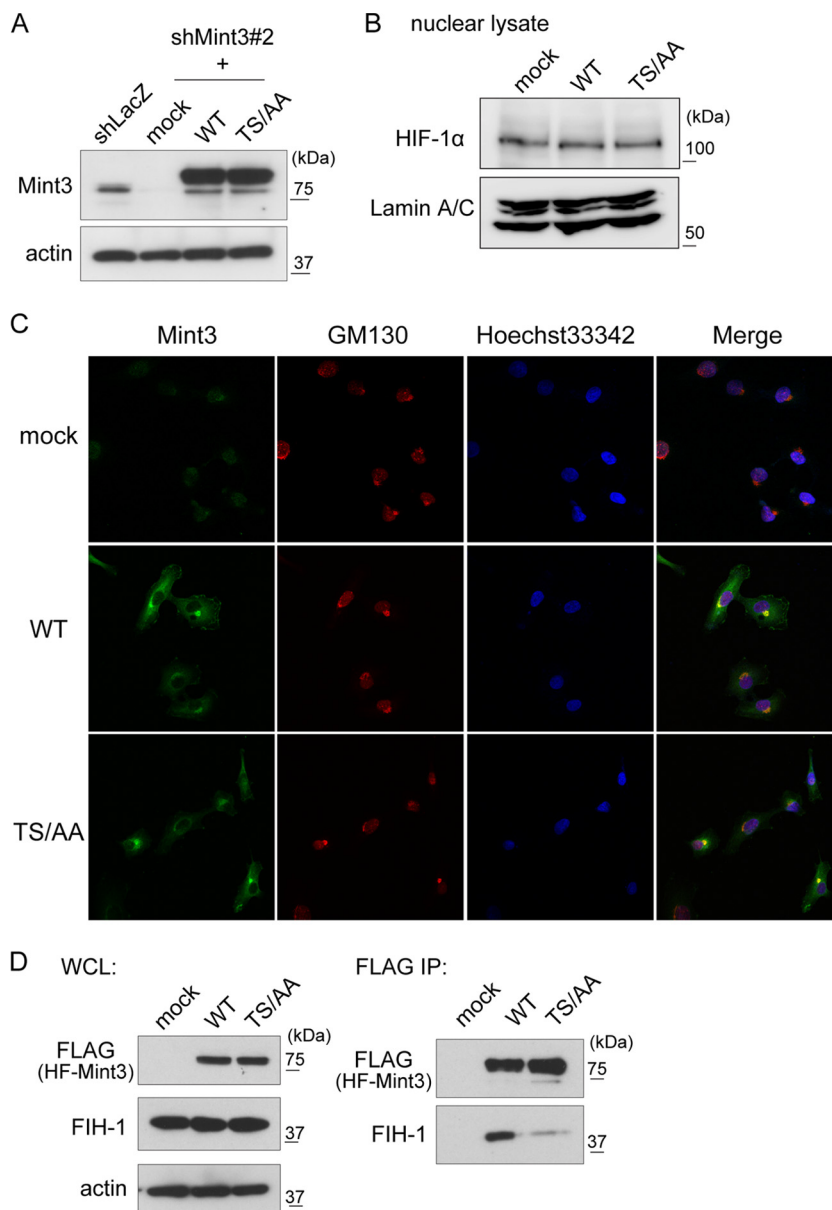 A
shMint3#2
+
shLacZ
mock
WT
TS/AA
(kDa)
Mint3
75
actin
37
B
nuclear lysate
mock
WT
TS/AA
(kDa)
HIF-1α
100
Lamin A/C
50
C
Mint3
GM130
Hoechst33342
Merge
mock
WT
TS/AA
D
WCL:
mock
WT
TS/AA
(kDa)
FLAG
(HF-Mint3)
75
FIH-1
37
actin
37
FLAG IP:
mock
WT
TS/AA
(kDa)
FLAG
(HF-Mint3)
75
FIH-1
37